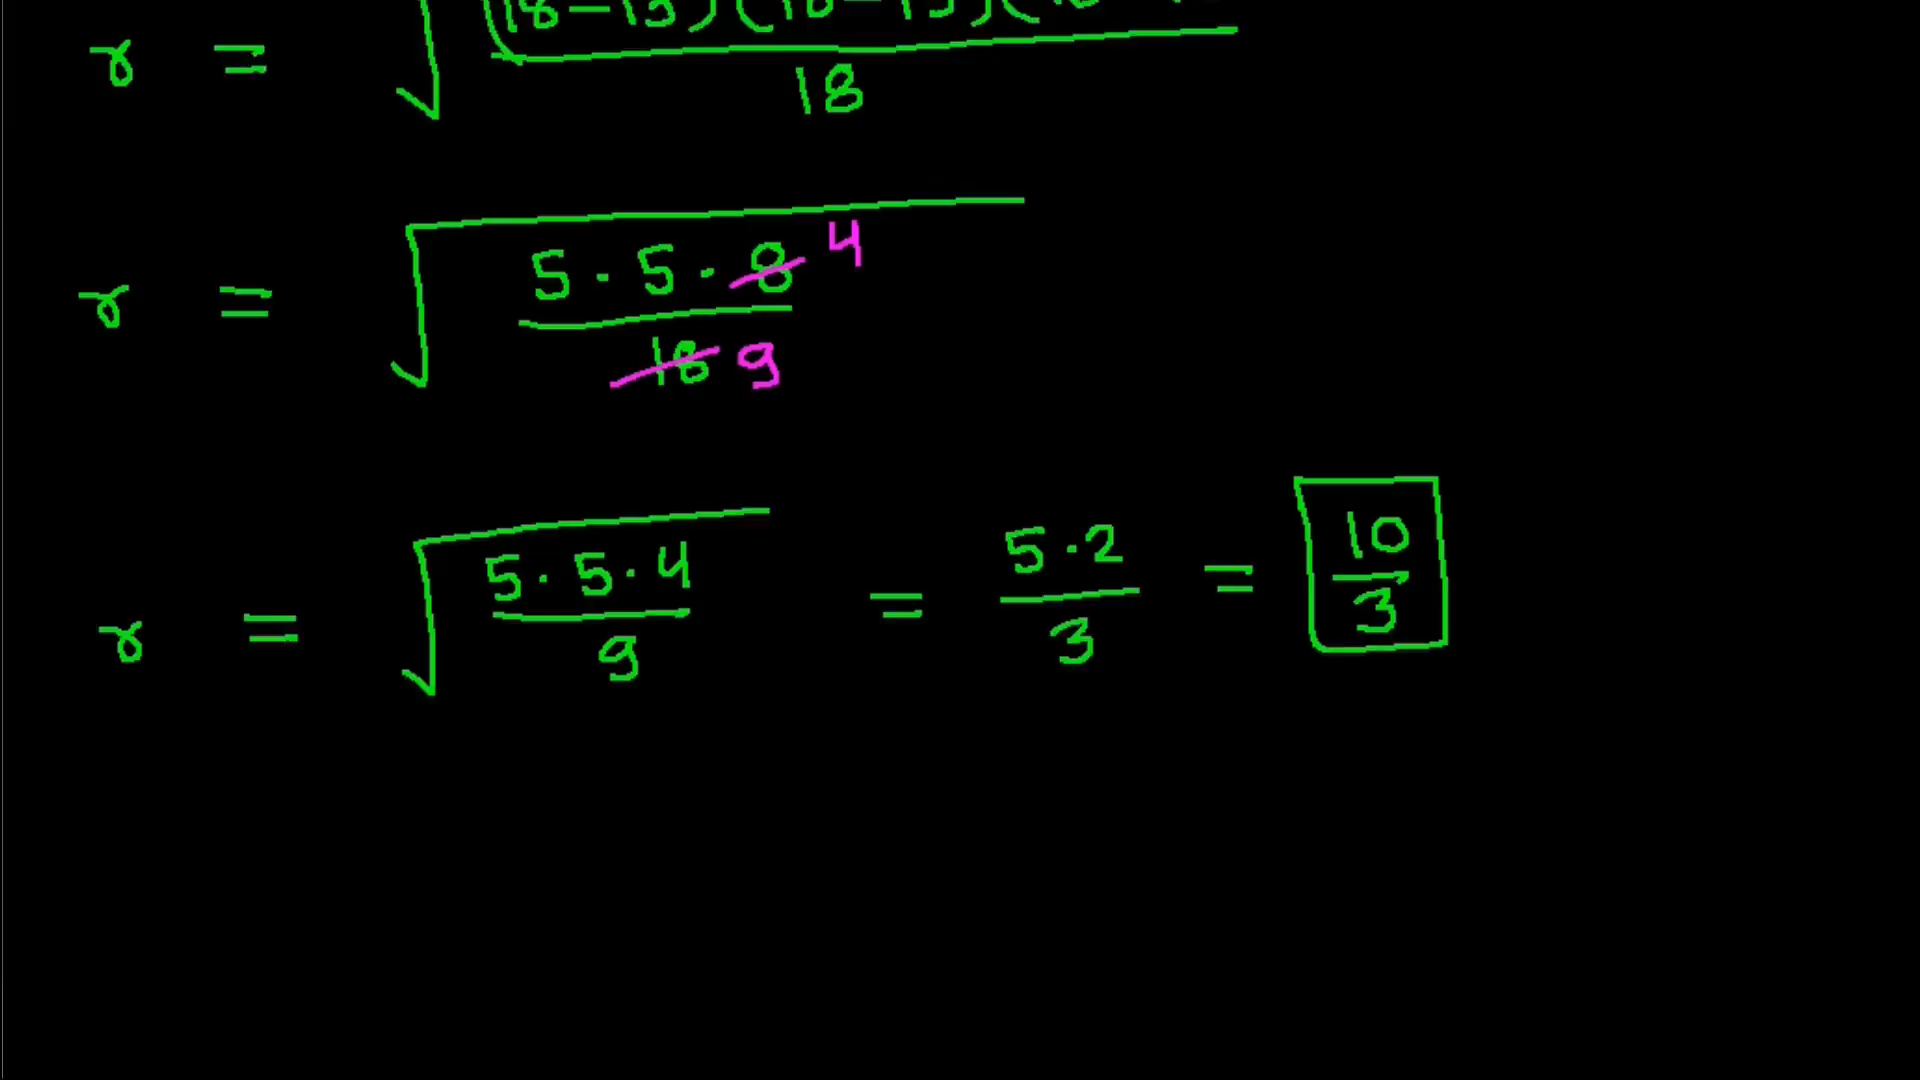 r = √((18-13)(18-13)(18-
18
r = √(5·5·8 4 / 18 9)
r = √(5·5·4 / 9) = 5·2 / 3 = 10 / 3